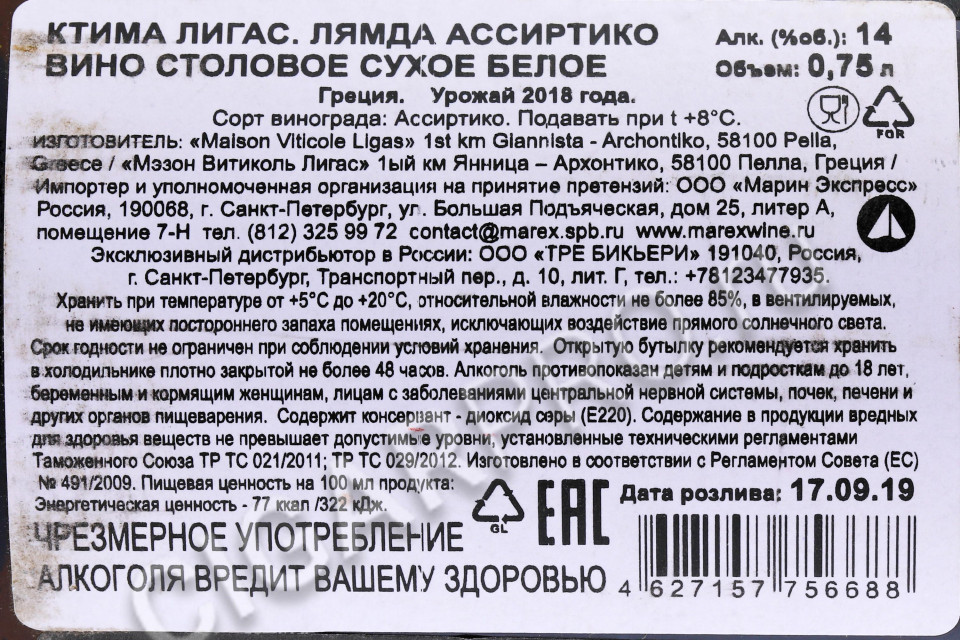 КТИМА ЛИГАС. ЛЯМДА АССИРТИКО
ВИНО СТОЛОВОЕ СУХОЕ БЕЛОЕ
Алк. (%об.): 14
Объем: 0,75 л
Греция. Урожай 2018 года.
Сорт винограда: Ассиртико. Подавать при t +8°C.
FOR
ИЗГОТОВИТЕЛЬ: «Maison Viticole Ligas» 1st km Giannista - Archontiko, 58100 Pella,
Greece / «Мэзон Витиколь Лигас» 1ый км Янница – Архонтико, 58100 Пелла, Греция /
Импортер и уполномоченная организация на принятие претензий: ООО «Марин Экспресс»
Россия, 190068, г. Санкт-Петербург, ул. Большая Подъяческая, дом 25, литер А,
помещение 7-Н тел. (812) 325 99 72 contact@marex.spb.ru www.marexwine.ru
Эксклюзивный дистрибьютор в России: ООО «ТРЕ БИКЬЕРИ» 191040, Россия,
г. Санкт-Петербург, Транспортный пер., д. 10, лит. Г, тел.: +78123477935.
Хранить при температуре от +5°C до +20°C, относительной влажности не более 85%, в вентилируемых,
не имеющих постороннего запаха помещениях, исключающих воздействие прямого солнечного света.
Срок годности не ограничен при соблюдении условий хранения. Открытую бутылку рекомендуется хранить
в холодильнике плотно закрытой не более 48 часов. Алкоголь противопоказан детям и подросткам до 18 лет,
беременным и кормящим женщинам, лицам с заболеваниями центральной нервной системы, почек, печени и
других органов пищеварения. Содержит консервант - диоксид серы (Е220). Содержание в продукции вредных
для здоровья веществ не превышает допустимые уровни, установленные техническими регламентами
Таможенного Союза ТР ТС 021/2011; ТР ТС 029/2012. Изготовлено в соответствии с Регламентом Совета (ЕС)
№ 491/2009. Пищевая ценность на 100 мл продукта:
Энергетическая ценность - 77 ккал /322 кДж.
GL
EAC
Дата розлива: 17.09.19
ЧРЕЗМЕРНОЕ УПОТРЕБЛЕНИЕ
АЛКОГОЛЯ ВРЕДИТ ВАШЕМУ ЗДОРОВЬЮ
4 627157 756688
CIGARPRO.RU